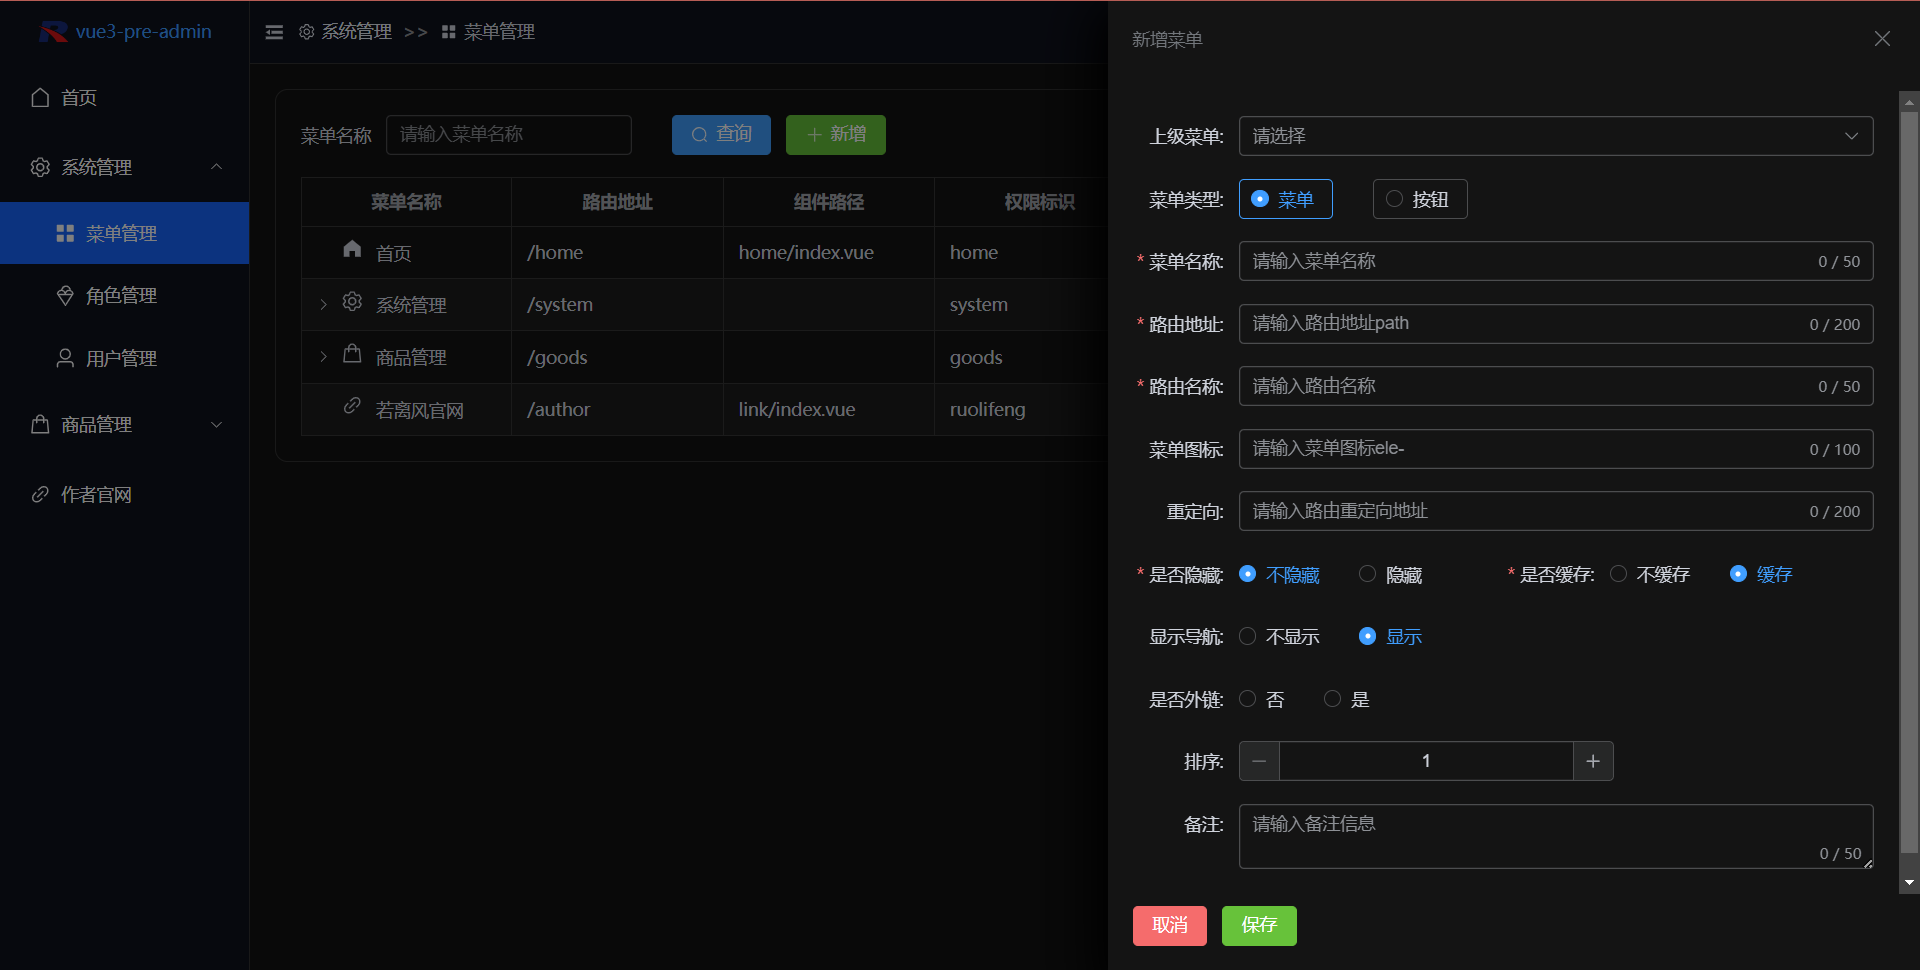 vue3-pre-admin
首页
系统管理
菜单管理
角色管理
用户管理
商品管理
作者官网
系统管理 >> 菜单管理
菜单名称 请输入菜单名称 查询 新增
菜单名称 路由地址 组件路径 权限标识
首页 /home home/index.vue home
系统管理 /system system
商品管理 /goods goods
若离风官网 /author link/index.vue ruolifeng
新增菜单
上级菜单: 请选择
菜单类型: 菜单 按钮
* 菜单名称: 请输入菜单名称 0 / 50
* 路由地址: 请输入路由地址path 0 / 200
* 路由名称: 请输入路由名称 0 / 50
菜单图标: 请输入菜单图标ele- 0 / 100
重定向: 请输入路由重定向地址 0 / 200
* 是否隐藏: 不隐藏 隐藏 * 是否缓存: 不缓存 缓存
显示导航: 不显示 显示
是否外链: 否 是
排序: 1
备注: 请输入备注信息
0 / 50
取消 保存